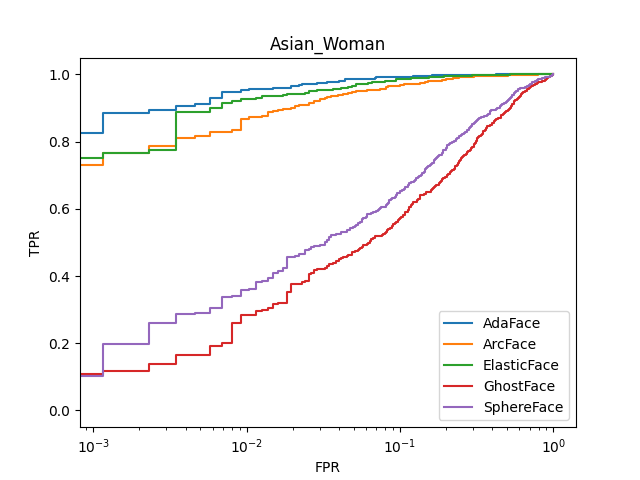 Asian_Woman
1.0
0.8
0.6
0.4
0.2
0.0
TPR
10⁻³
10⁻²
10⁻¹
10⁰
FPR
AdaFace
ArcFace
ElasticFace
GhostFace
SphereFace